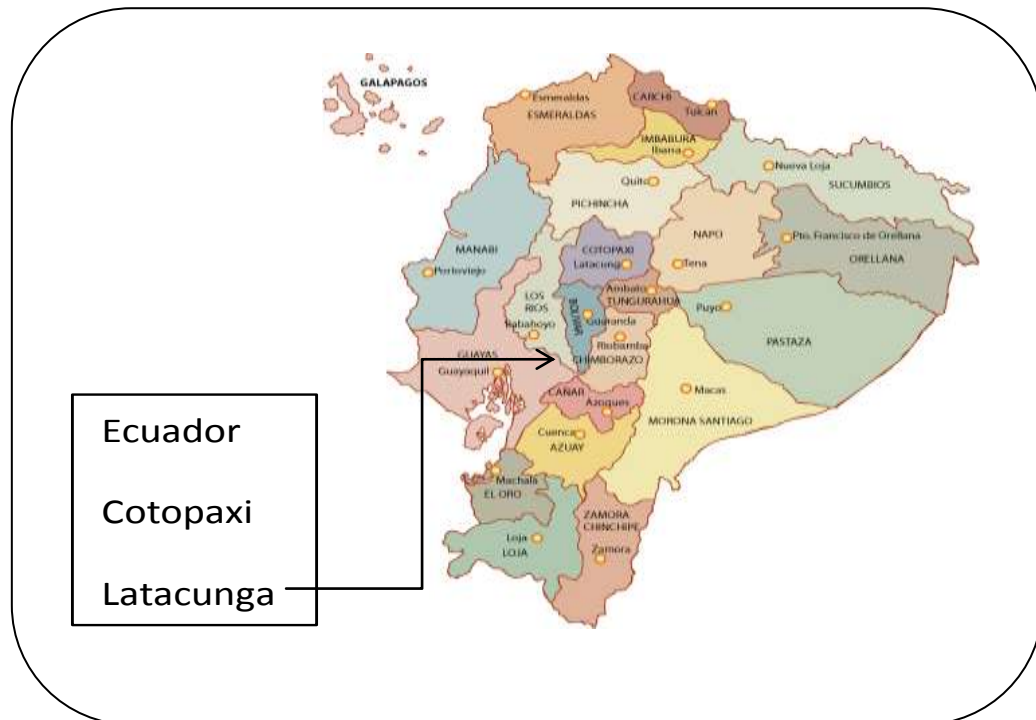 GALAPAGOS
Esmeraldas
ESMERALDAS
CARCHI
Tulcán
IMBABURA
Ibarra
Nueva Loja
SUCUMBIOS
Quito
PICHINCHA
NAPO
Pto. Francisco de Orellana
ORELLANA
MANABI
COTOPAXI
Latacunga
Tena
Portoviejo
Ambato
TUNGURAHUA
LOS
RIOS
BOLIVAR
Guaranda
Puyo
Babahoyo
Riobamba
PASTAZA
GUAYAS
CHIMBORAZO
Guayaquil
Macas
CAÑAR
Azogues
MORONA SANTIAGO
Cuenca
AZUAY
Machala
EL ORO
ZAMORA
CHINCHIPE
Loja
LOJA
Zamora
Ecuador
Cotopaxi
Latacunga